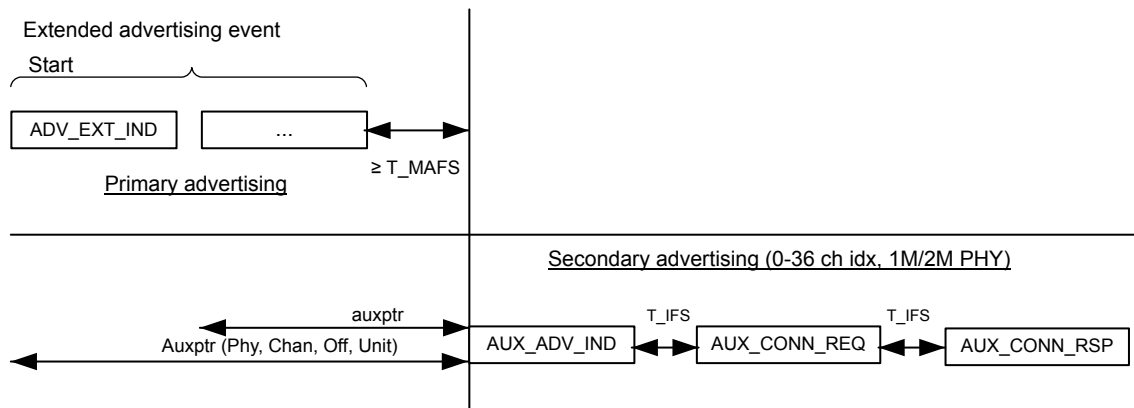 Extended advertising event
Start
ADV_EXT_IND
...
≥ T_MAFS
Primary advertising
Secondary advertising (0-36 ch idx, 1M/2M PHY)
auxptr
Auxptr (Phy, Chan, Off, Unit)
AUX_ADV_IND
T_IFS
AUX_CONN_REQ
T_IFS
AUX_CONN_RSP